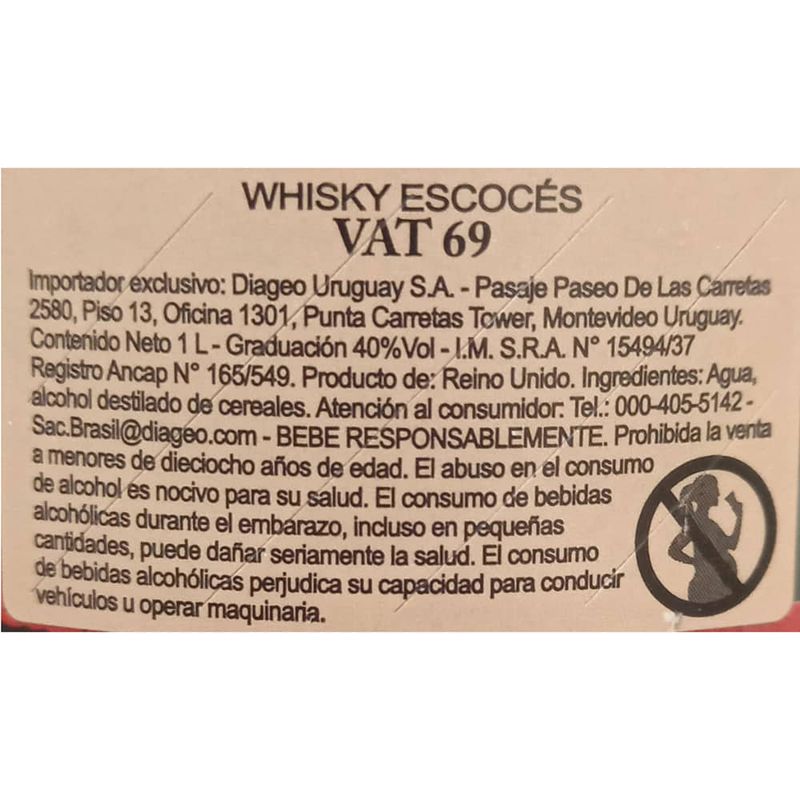 WHISKY ESCOCÉS
VAT 69
Importador exclusivo: Diageo Uruguay S.A. - Pasaje Paseo De Las Carretas
2580, Piso 13, Oficina 1301, Punta Carretas Tower, Montevideo Uruguay.
Contenido Neto 1 L - Graduación 40%Vol - I.M. S.R.A. N° 15494/37
Registro Ancap N° 165/549. Producto de: Reino Unido. Ingredientes: Agua,
alcohol destilado de cereales. Atención al consumidor: Tel.: 000-405-5142 -
Sac.Brasil@diageo.com - BEBE RESPONSABLEMENTE. Prohibida la venta
a menores de dieciocho años de edad. El abuso en el consumo
de alcohol es nocivo para su salud. El consumo de bebidas
alcohólicas durante el embarazo, incluso en pequeñas
cantidades, puede dañar seriamente la salud. El consumo
de bebidas alcohólicas perjudica su capacidad para conducir
vehículos u operar maquinaria.